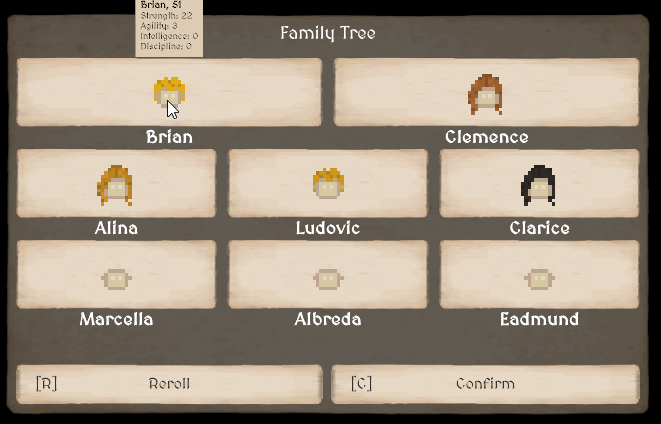 Brian, 51
Strength: 22
Agility: 3
Intelligence: 0
Discipline: 0
Family Tree
Brian
Clemence
Alina
Ludovic
Clarice
Marcella
Albreda
Eadmund
[R] Reroll
[C] Confirm